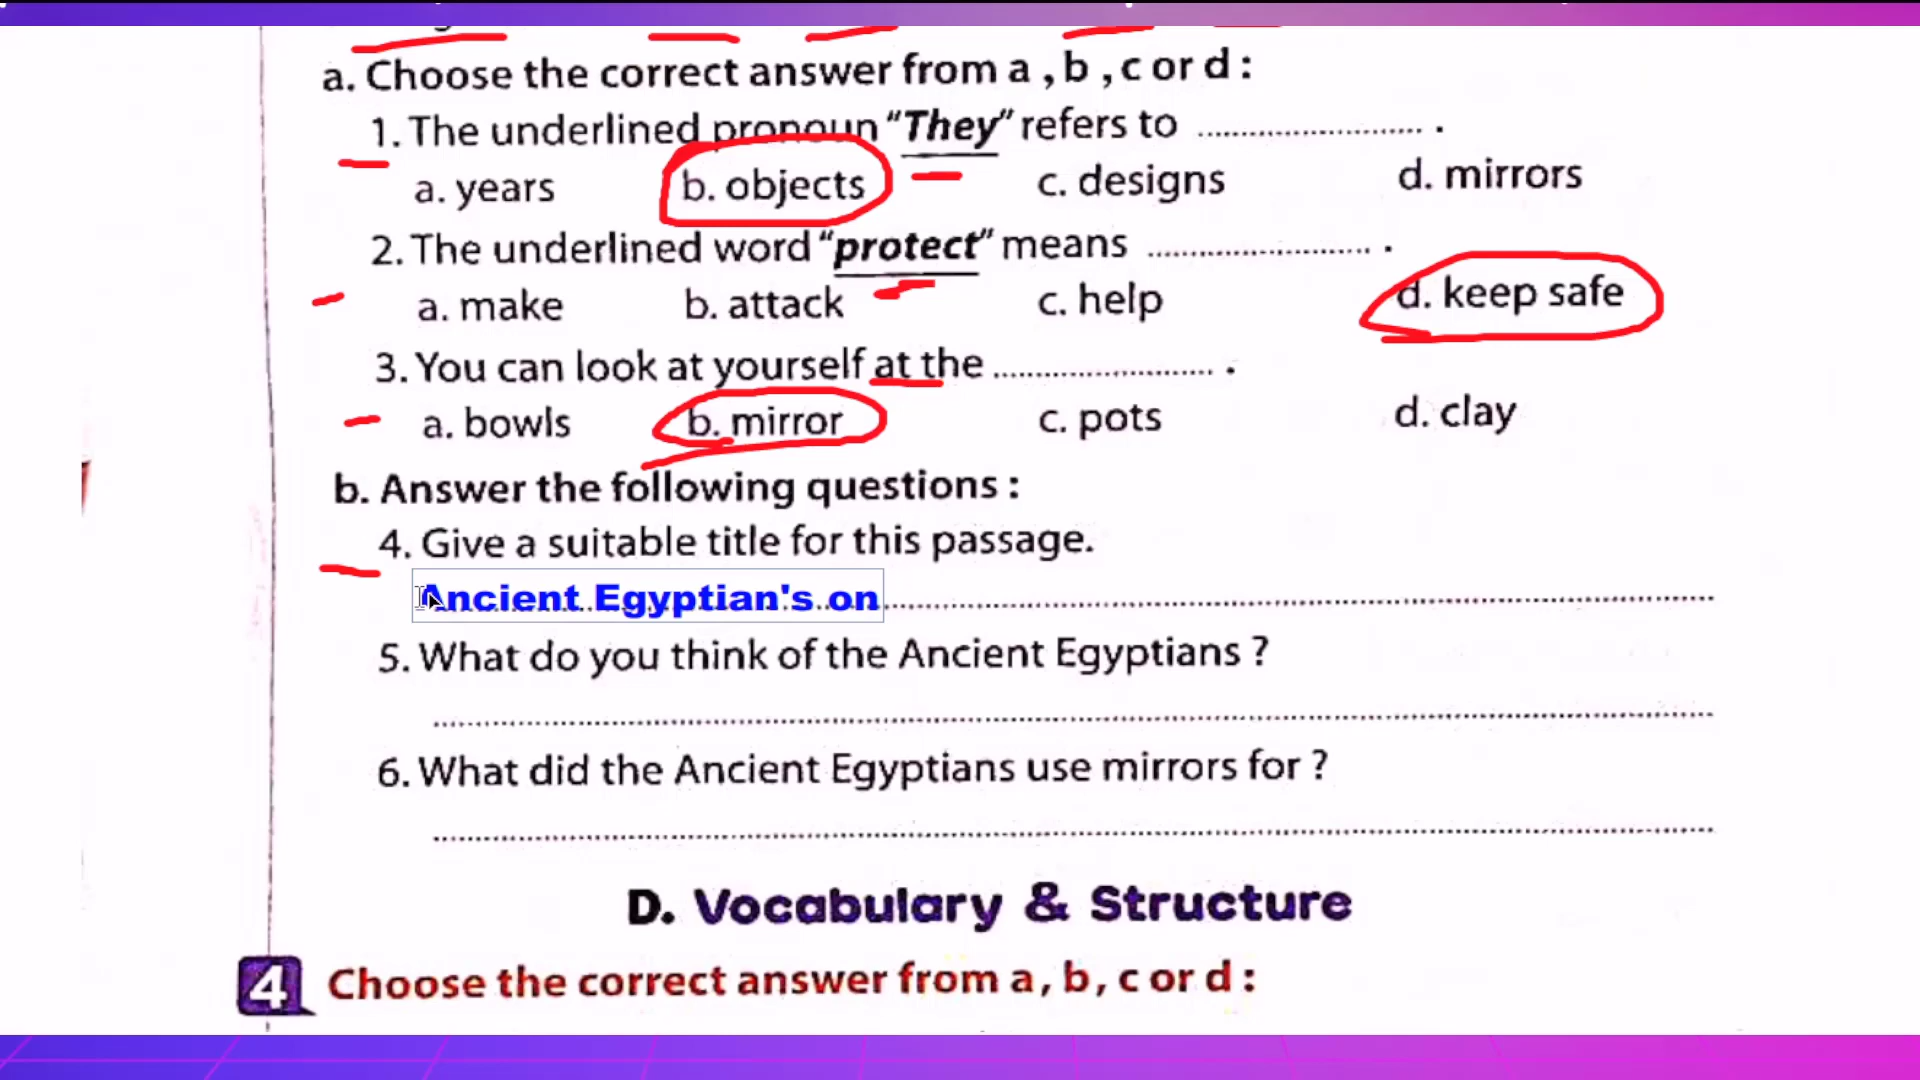 a. Choose the correct answer from a , b , c or d :
1. The underlined pronoun "They" refers to ........................ .
a. years b. objects c. designs d. mirrors
2. The underlined word "protect" means ........................ .
a. make b. attack c. help d. keep safe
3. You can look at yourself at the ........................ .
a. bowls b. mirror c. pots d. clay
b. Answer the following questions :
4. Give a suitable title for this passage.
Ancient Egyptian's on
5. What do you think of the Ancient Egyptians ?
6. What did the Ancient Egyptians use mirrors for ?
D. Vocabulary & Structure
4 Choose the correct answer from a, b, c or d :